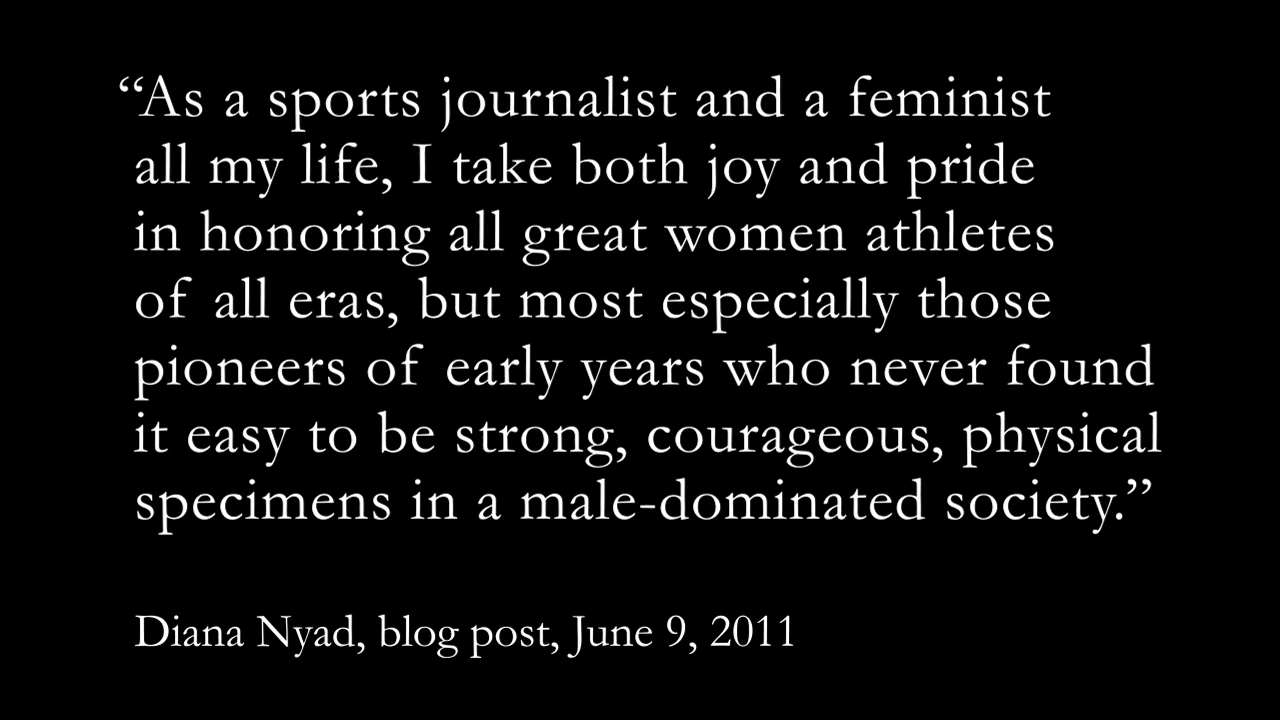 “As a sports journalist and a feminist
all my life, I take both joy and pride
in honoring all great women athletes
of all eras, but most especially those
pioneers of early years who never found
it easy to be strong, courageous, physical
specimens in a male-dominated society.”
Diana Nyad, blog post, June 9, 2011